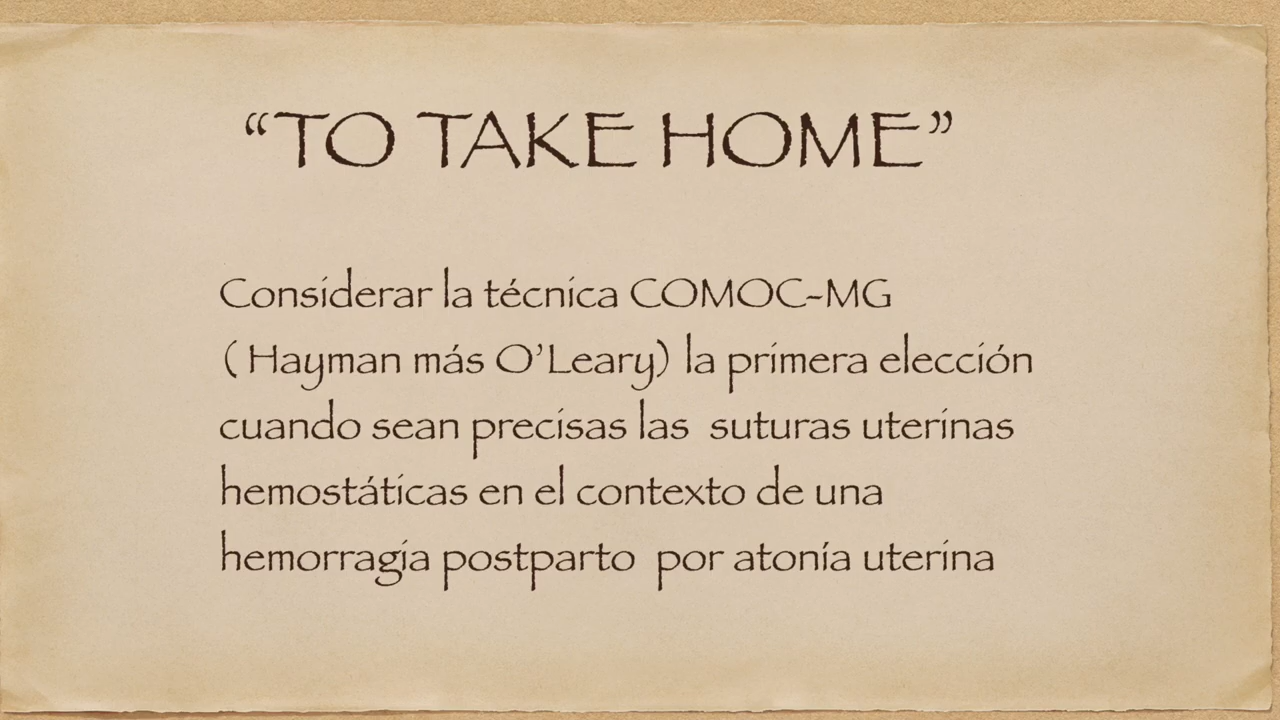 “TO TAKE HOME”
Considerar la técnica COMOC-MG
( Hayman más O’Leary) la primera elección
cuando sean precisas las suturas uterinas
hemostáticas en el contexto de una
hemorragia postparto por atonía uterina